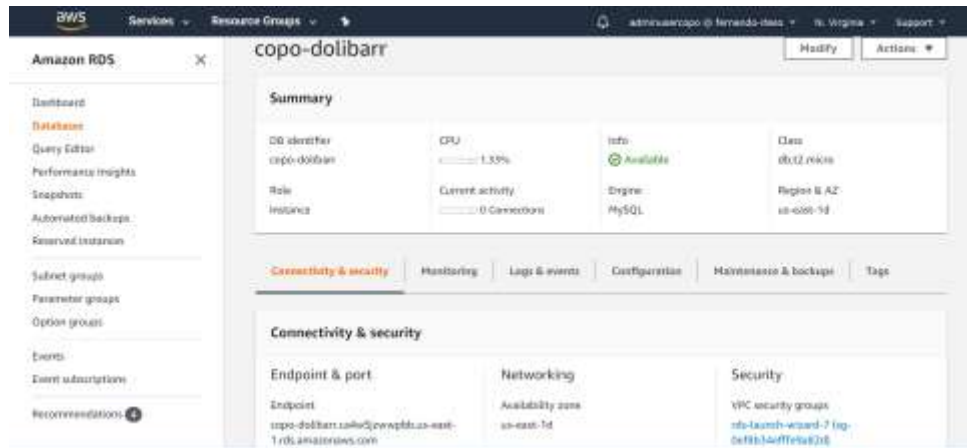 aws Services Resource Groups N. Virginia Support
Amazon RDS
copo-dolibarr
Modify Actions
Dashboard
Databases
Query Editor
Performance Insights
Snapshots
Automated backups
Reserved instances
Subnet groups
Parameter groups
Option groups
Events
Event subscriptions
Recommendations 4
Summary
DB identifier CPU Info Class
copo-dolibarr 1.33% Available db.t2.micro
Role Current activity Engine Region & AZ
Instance 0 Connections MySQL us-east-1d
Connectivity & security Monitoring Logs & events Configuration Maintenance & backups Tags
Connectivity & security
Endpoint & port Networking Security
Endpoint Availability zone VPC security groups
us-east-1d
1.rds.amazonaws.com